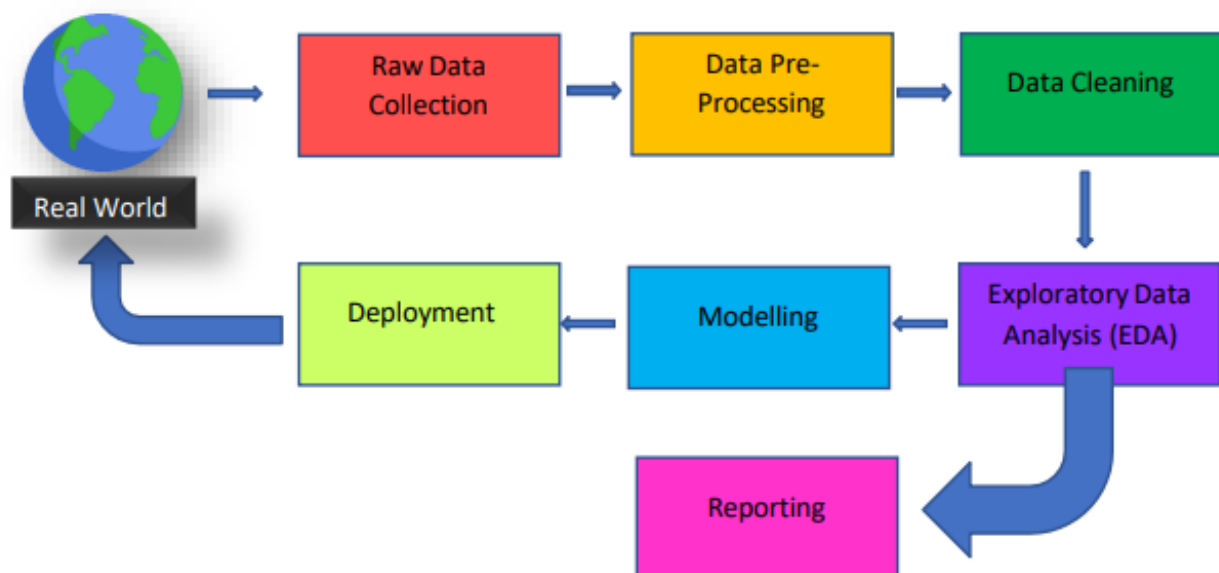 Real World
Raw Data
Collection
Data Pre-
Processing
Data Cleaning
Exploratory Data
Analysis (EDA)
Modelling
Deployment
Reporting